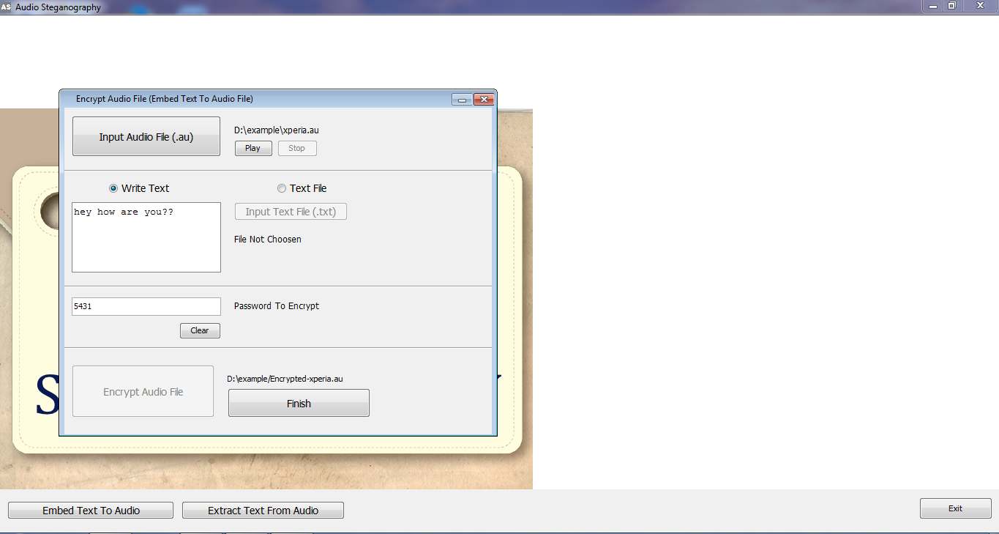 AS Audio Steganography
Encrypt Audio File (Embed Text To Audio File)
Input Audiio File (.au)
D:\example\xperia.au
Play Stop
Write Text Text File
hey how are you??
Input Text File (.txt)
File Not Choosen
5431 Password To Encrypt
Clear
Encrypt Audio File
D:\example/Encrypted-xperia.au
Finish
S
Embed Text To Audio Extract Text From Audio Exit